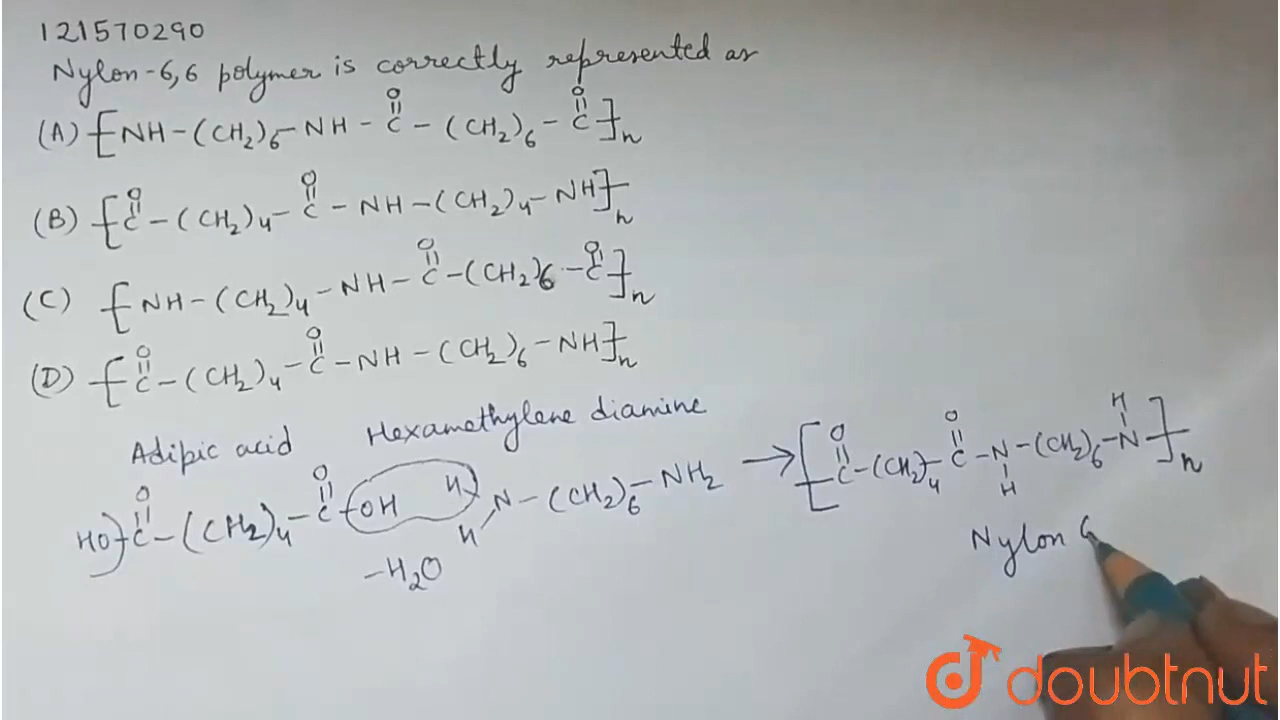 121570290
Nylon-6,6 polymer is correctly represented as
(A) [NH-(CH2)6-NH-C(=O)-(CH2)6-C(=O)]n
(B) [C(=O)-(CH2)4-C(=O)-NH-(CH2)4-NH]n
(C) [NH-(CH2)4-NH-C(=O)-(CH2)6-C(=O)]n
(D) [C(=O)-(CH2)4-C(=O)-NH-(CH2)6-NH]n
Adipic acid Hexamethylene diamine
HO-C(=O)-(CH2)4-C(=O)-OH H-N(H)-(CH2)6-NH2 → [C(=O)-(CH2)4-C(=O)-N(H)-(CH2)6-N(H)]n
-H2O
Nylon 6
doubtnut